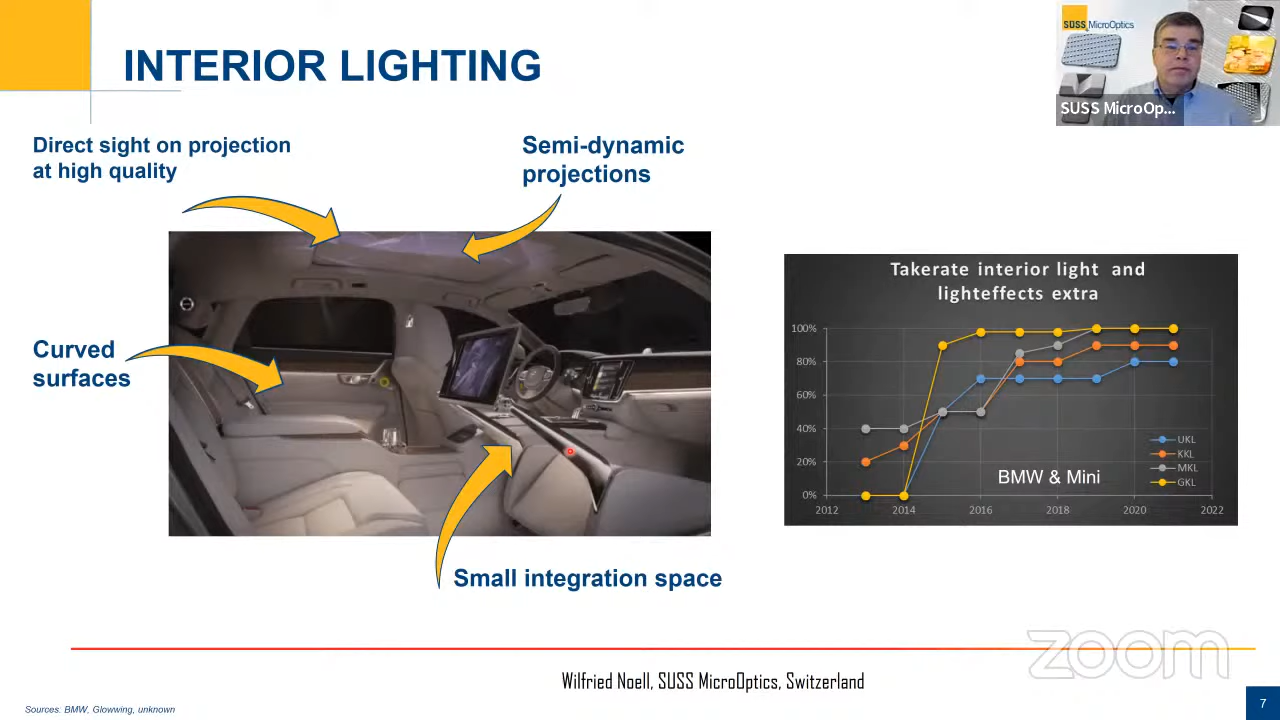 INTERIOR LIGHTING
SUSS MicroOptics
SUSS MicroOp...
Direct sight on projection
at high quality
Semi-dynamic
projections
Curved
surfaces
Small integration space
Takerate interior light and
lighteffects extra
100%
80%
60%
40%
20%
0%
2012 2014 2016 2018 2020 2022
UKL
KKL
MKL
GKL
BMW & Mini
zoom
Wilfried Noell, SUSS MicroOptics, Switzerland
Sources: BMW, Glowwing, unknown
7